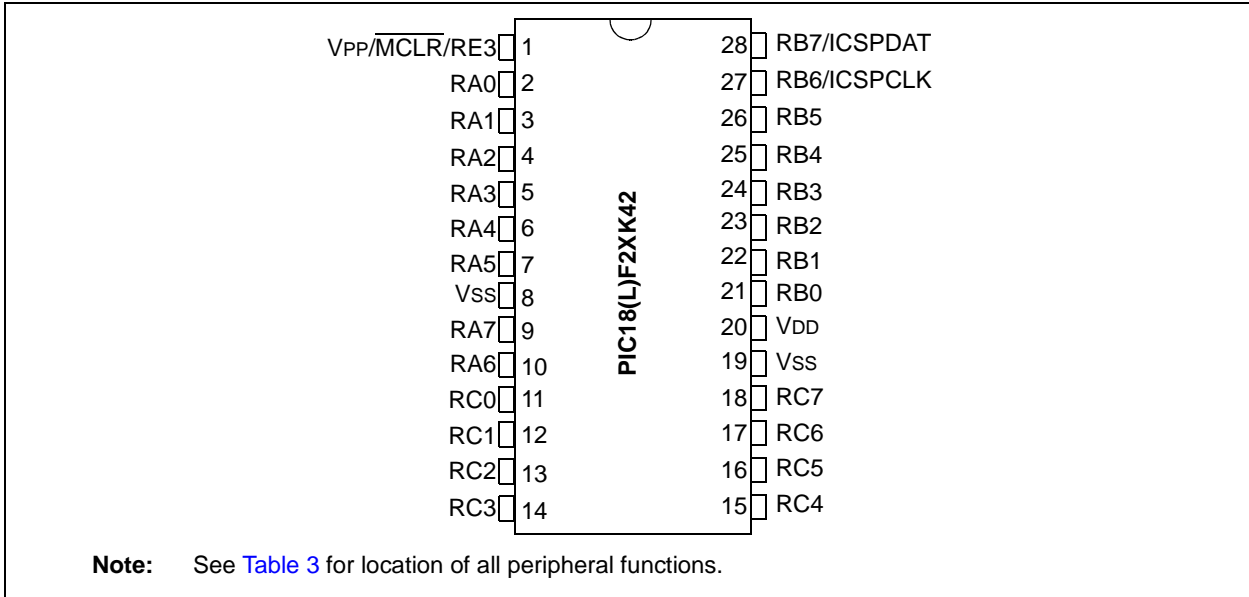 VPP/MCLR/RE3 1
RA0 2
RA1 3
RA2 4
RA3 5
RA4 6
RA5 7
VSS 8
RA7 9
RA6 10
RC0 11
RC1 12
RC2 13
RC3 14
PIC18(L)F2XK42
28 RB7/ICSPDAT
27 RB6/ICSPCLK
26 RB5
25 RB4
24 RB3
23 RB2
22 RB1
21 RB0
20 VDD
19 VSS
18 RC7
17 RC6
16 RC5
15 RC4
Note: See Table 3 for location of all peripheral functions.